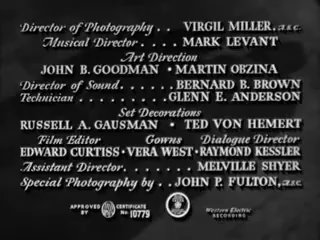 Director of Photography . . VIRGIL MILLER, A.S.C.
Musical Director . . . . MARK LEVANT
Art Direction
JOHN B. GOODMAN • MARTIN OBZINA
Director of Sound . . . . . . BERNARD B. BROWN
Technician . . . . . . . . . GLENN E. ANDERSON
Set Decorations
RUSSELL A. GAUSMAN • TED VON HEMERT
Film Editor Gowns Dialogue Director
EDWARD CURTISS • VERA WEST • RAYMOND KESSLER
Assistant Director . . . . . . . MELVILLE SHYER
Special Photography by . . JOHN P. FULTON, A.S.C.
APPROVED BY CERTIFICATE No. 10779
Western Electric
RECORDING